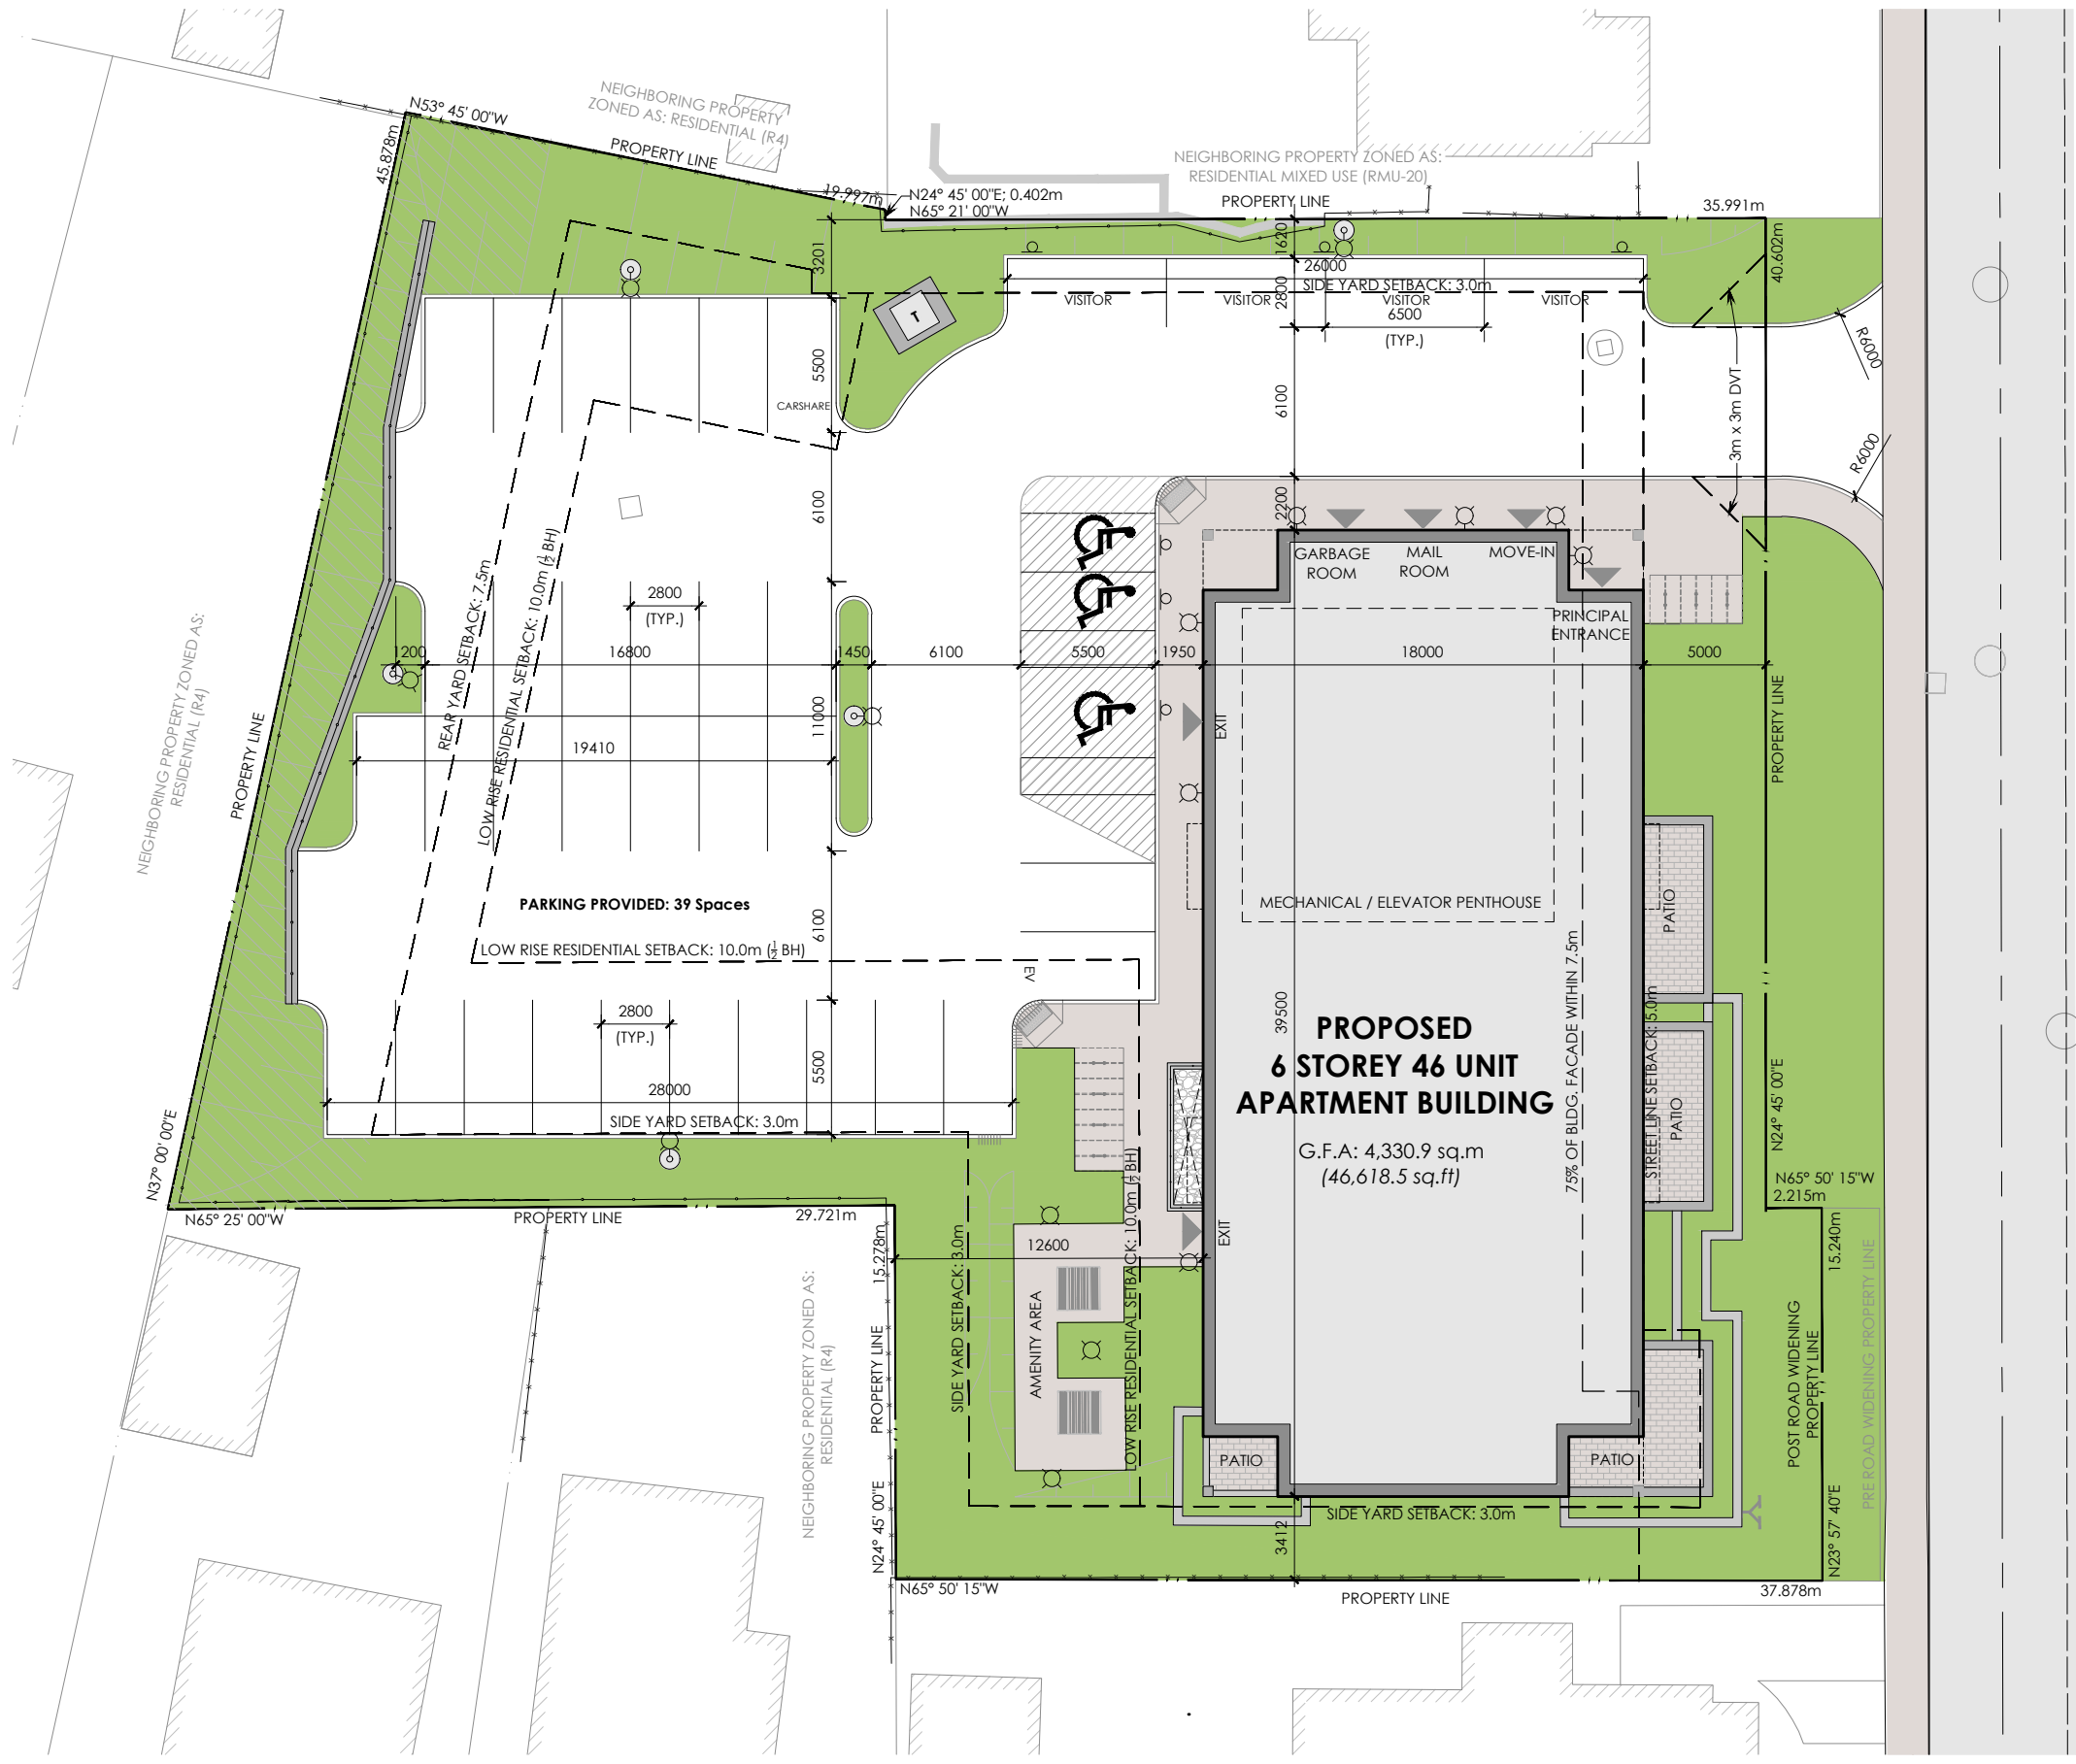 N53° 45' 00"W
45.878m
NEIGHBORING PROPERTY
ZONED AS: RESIDENTIAL (R4)
PROPERTY LINE
19.997m
N24° 45' 00"E; 0.402m
N65° 21' 00"W
NEIGHBORING PROPERTY ZONED AS:
RESIDENTIAL MIXED USE (RMU-20)
PROPERTY LINE
35.991m
40.602m
3201
1620
26000
SIDE YARD SETBACK: 3.0m
2800
VISITOR
VISITOR
VISITOR
VISITOR
6500
(TYP.)
T
R6000
R6000
3m x 3m DVT
5500
CARSHARE
6100
6100
2200
GARBAGE
ROOM
MAIL
ROOM
MOVE-IN
PRINCIPAL
ENTRANCE
REAR YARD SETBACK: 7.5m
LOW RISE RESIDENTIAL SETBACK: 10.0m (½ BH)
2800
(TYP.)
1200
16800
1450
6100
5500
1950
18000
5000
NEIGHBORING PROPERTY ZONED AS:
RESIDENTIAL (R4)
PROPERTY LINE
11000
19410
EXIT
PROPERTY LINE
PATIO
MECHANICAL / ELEVATOR PENTHOUSE
PARKING PROVIDED: 39 Spaces
6100
LOW RISE RESIDENTIAL SETBACK: 10.0m (½ BH)
EV
75% OF BLDG. FACADE WITHIN 7.5m
STREET LINE SETBACK: 5.0m
39500
PROPOSED
6 STOREY 46 UNIT
APARTMENT BUILDING
G.F.A: 4,330.9 sq.m
(46,618.5 sq.ft)
2800
(TYP.)
5500
28000
SIDE YARD SETBACK: 3.0m
PATIO
N24° 45' 00"E
N37° 00' 00"E
N65° 25' 00"W
PROPERTY LINE
29.721m
15.278m
N65° 50' 15"W
2.215m
15.240m
12600
EXIT
SIDE YARD SETBACK: 3.0m
AMENITY AREA
LOW RISE RESIDENTIAL SETBACK: 10.0m (½ BH)
NEIGHBORING PROPERTY ZONED AS:
RESIDENTIAL (R4)
PROPERTY LINE
N24° 45' 00"E
POST ROAD WIDENING
PROPERTY LINE
PRE ROAD WIDENING PROPERTY LINE
PATIO
PATIO
SIDE YARD SETBACK: 3.0m
3412
N23° 57' 40"E
N65° 50' 15"W
PROPERTY LINE
37.878m